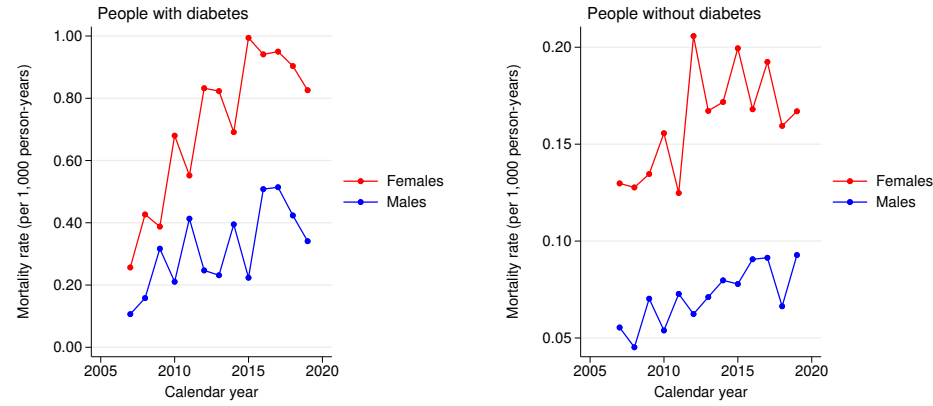 People with diabetes
Mortality rate (per 1,000 person-years)
1.00
0.80
0.60
0.40
0.20
0.00
2005 2010 2015 2020
Calendar year
Females
Males
People without diabetes
Mortality rate (per 1,000 person-years)
0.20
0.15
0.10
0.05
2005 2010 2015 2020
Calendar year
Females
Males